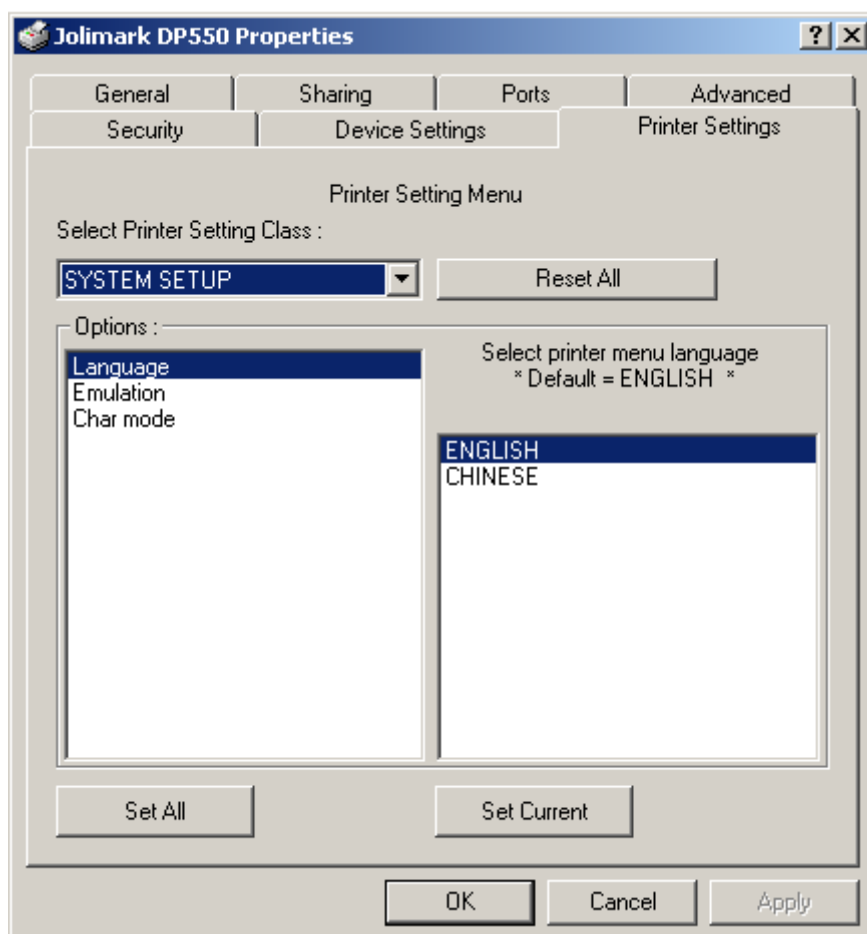 Jolimark DP550 Properties
General Sharing Ports Advanced
Security Device Settings Printer Settings
Printer Setting Menu
Select Printer Setting Class :
SYSTEM SETUP Reset All
Options :
Language
Emulation
Char mode
Select printer menu language
* Default = ENGLISH *
ENGLISH
CHINESE
Set All Set Current
OK Cancel Apply